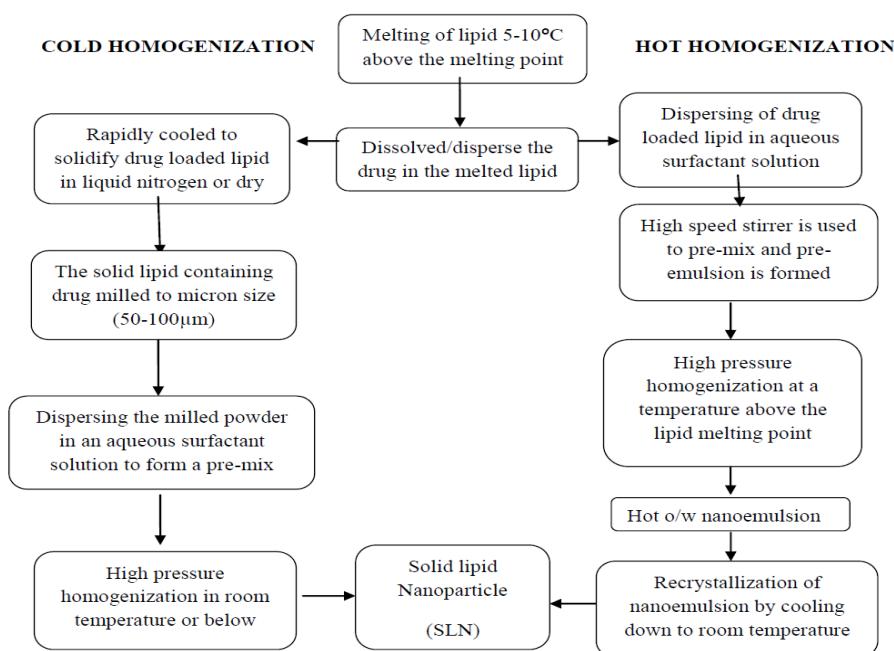 COLD HOMOGENIZATION
Melting of lipid 5-10°C
above the melting point
HOT HOMOGENIZATION
Rapidly cooled to
solidify drug loaded lipid
in liquid nitrogen or dry
Dissolved/disperse the
drug in the melted lipid
Dispersing of drug
loaded lipid in aqueous
surfactant solution
The solid lipid containing
drug milled to micron size
(50-100µm)
High speed stirrer is used
to pre-mix and pre-
emulsion is formed
Dispersing the milled powder
in an aqueous surfactant
solution to form a pre-mix
High pressure
homogenization at a
temperature above the
lipid melting point
Hot o/w nanoemulsion
High pressure
homogenization in room
temperature or below
Solid lipid
Nanoparticle
(SLN)
Recrystallization of
nanoemulsion by cooling
down to room temperature